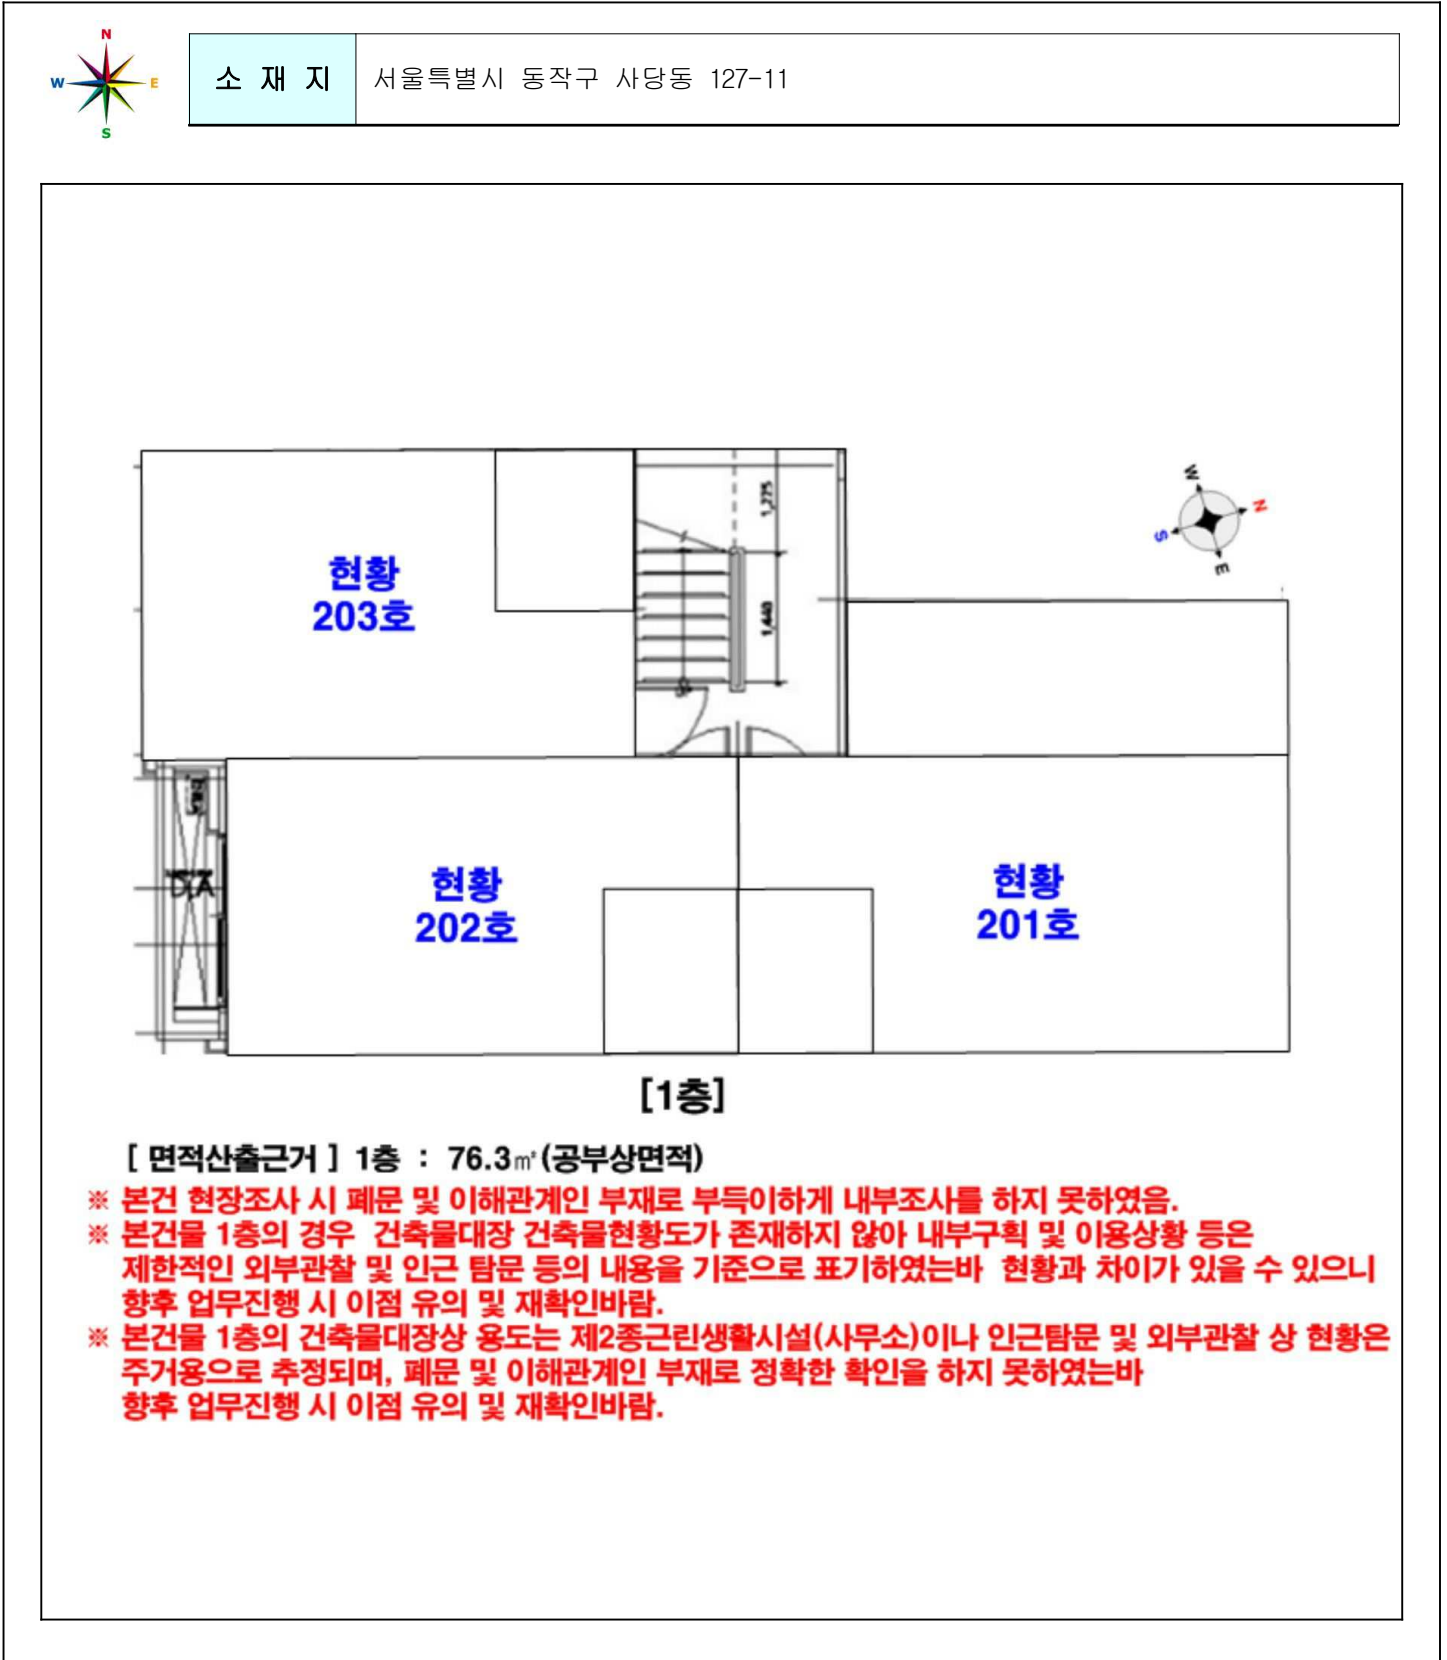 N
W E
S
소 재 지 서울특별시 동작구 사당동 127-11
1,275
W
N
S
E
현황
203호
1,440
현황
202호
현황
201호
[1층]
[ 면적산출근거 ] 1층 : 76.3㎡(공부상면적)
※ 본건 현장조사 시 폐문 및 이해관계인 부재로 부득이하게 내부조사를 하지 못하였음.
※ 본건물 1층의 경우 건축물대장 건축물현황도가 존재하지 않아 내부구획 및 이용상황 등은
제한적인 외부관찰 및 인근 탐문 등의 내용을 기준으로 표기하였는바 현황과 차이가 있을 수 있으니
향후 업무진행 시 이점 유의 및 재확인바람.
※ 본건물 1층의 건축물대장상 용도는 제2종근린생활시설(사무소)이나 인근탐문 및 외부관찰 상 현황은
주거용으로 추정되며, 폐문 및 이해관계인 부재로 정확한 확인을 하지 못하였는바
향후 업무진행 시 이점 유의 및 재확인바람.